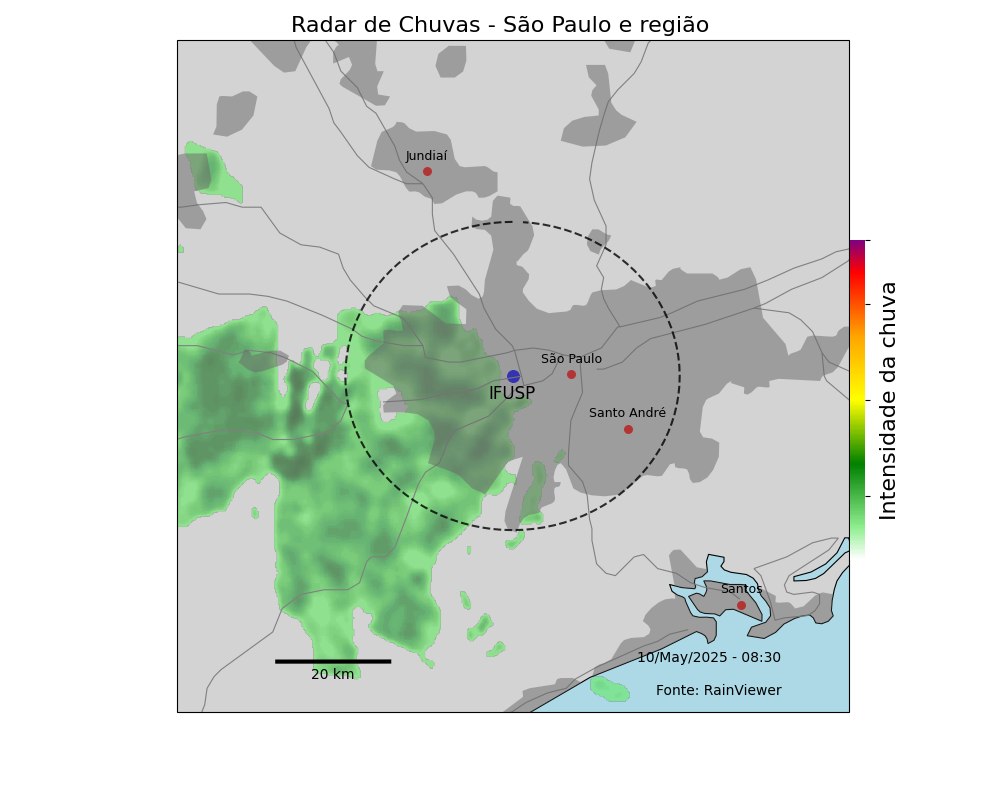 Radar de Chuvas - São Paulo e região
Jundiaí
São Paulo
IFUSP
Santo André
Intensidade da chuva
Santos
10/May/2025 - 08:30
20 km
Fonte: RainViewer